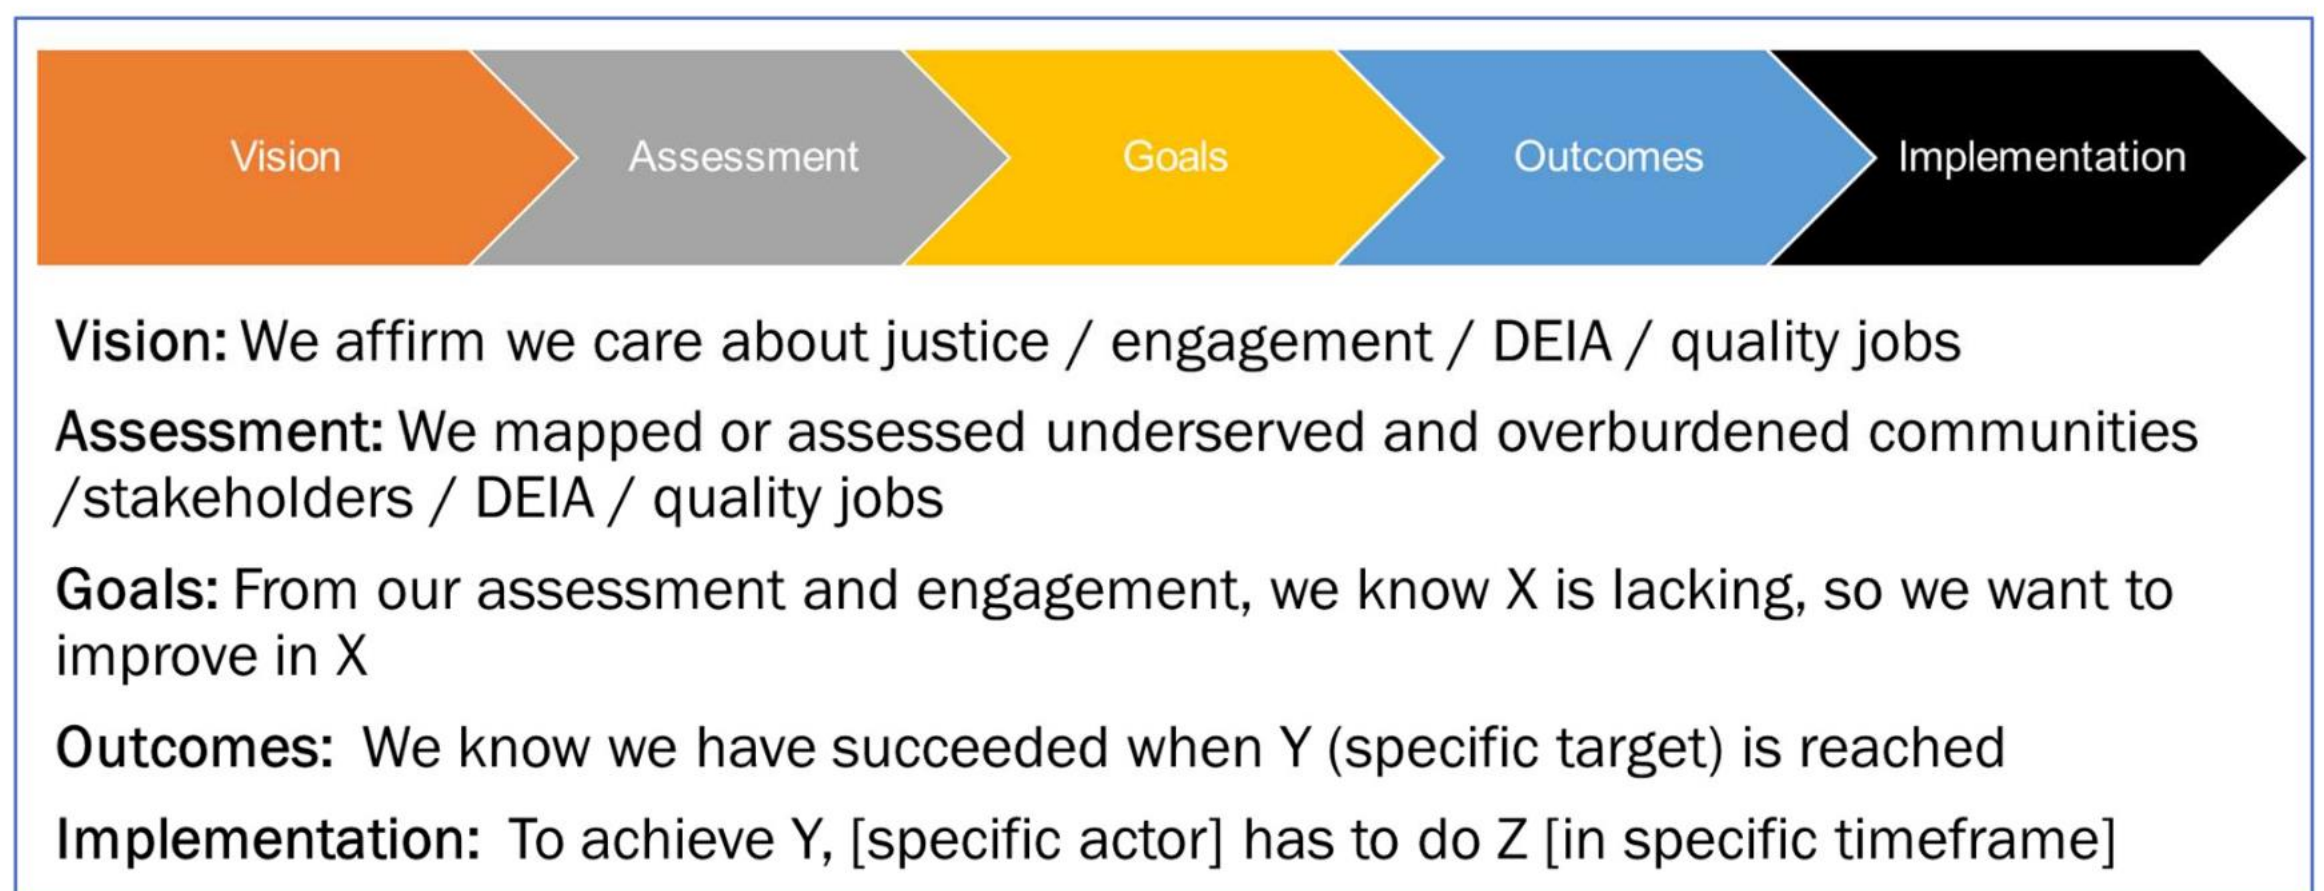 Vision
Assessment
Goals
Outcomes
Implementation
Vision: We affirm we care about justice / engagement / DEIA / quality jobs
Assessment: We mapped or assessed underserved and overburdened communities
/stakeholders / DEIA / quality jobs
Goals: From our assessment and engagement, we know X is lacking, so we want to
improve in X
Outcomes: We know we have succeeded when Y (specific target) is reached
Implementation: To achieve Y, [specific actor] has to do Z [in specific timeframe]